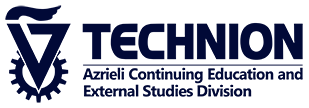 TECHNION
Azrieli Continuing Education and
External Studies Division